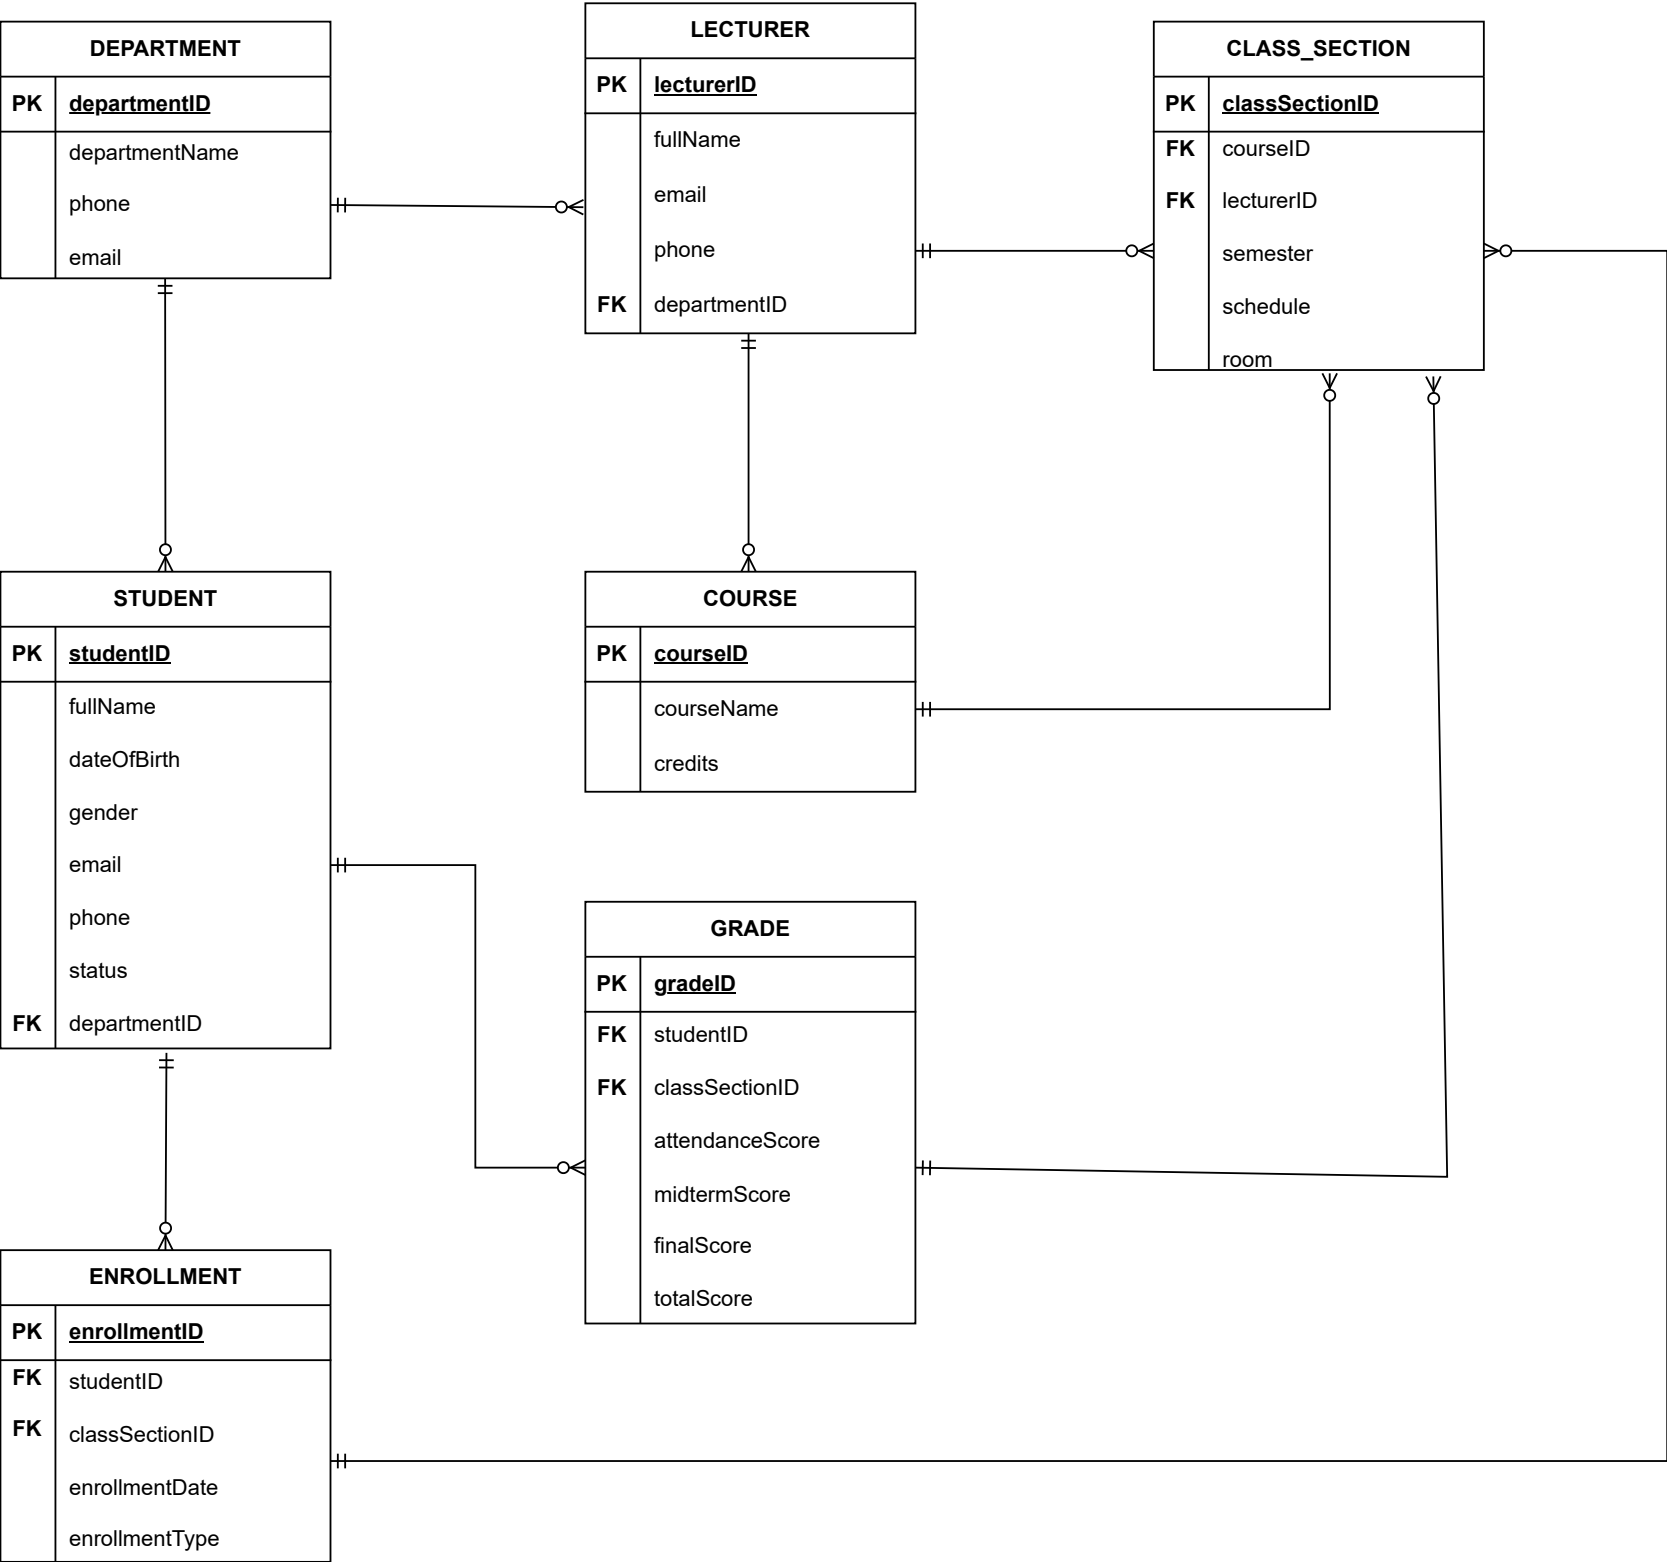 DEPARTMENT
PK departmentID
departmentName
phone
email
LECTURER
PK lecturerID
fullName
email
phone
FK departmentID
CLASS_SECTION
PK classSectionID
FK courseID
FK lecturerID
semester
schedule
room
STUDENT
PK studentID
fullName
dateOfBirth
gender
email
phone
status
FK departmentID
COURSE
PK courseID
courseName
credits
GRADE
PK gradeID
FK studentID
FK classSectionID
attendanceScore
midtermScore
finalScore
totalScore
ENROLLMENT
PK enrollmentID
FK studentID
FK classSectionID
enrollmentDate
enrollmentType